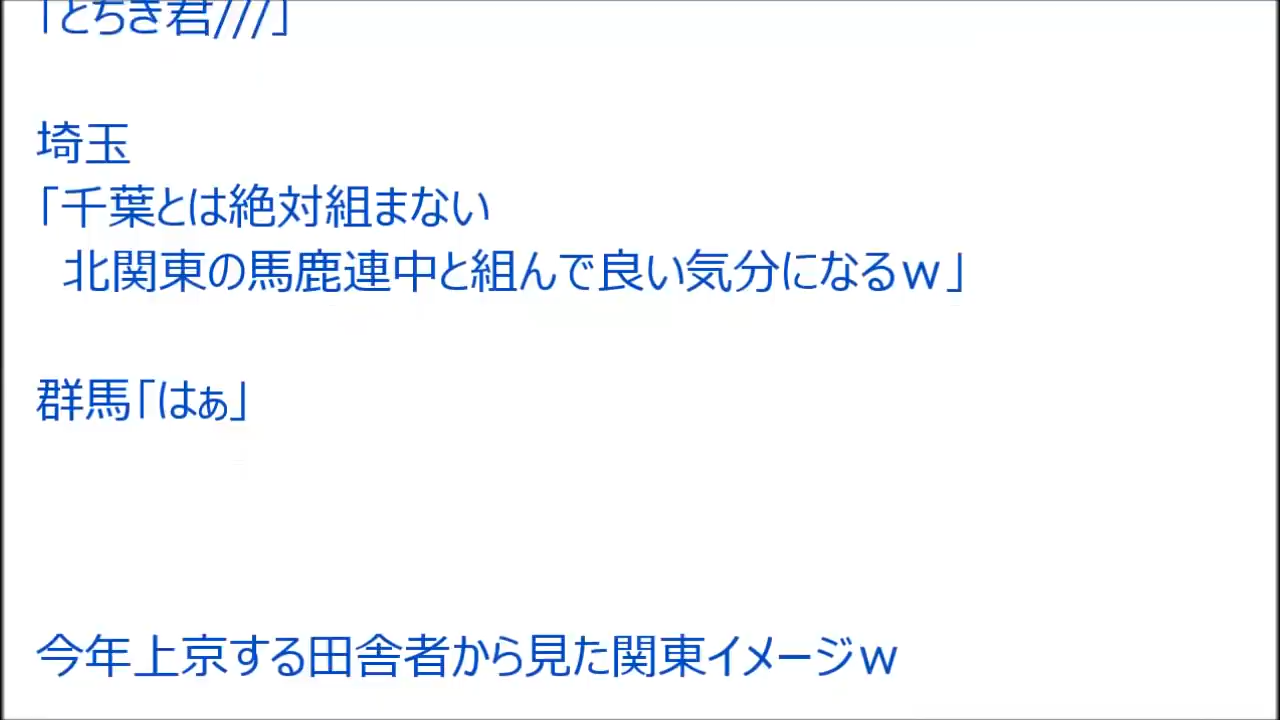 「とちぎ君///」
埼玉
「千葉とは絶対組まない
北関東の馬鹿連中と組んで良い気分になるｗ」
群馬「はぁ」
今年上京する田舎者から見た関東イメージｗ